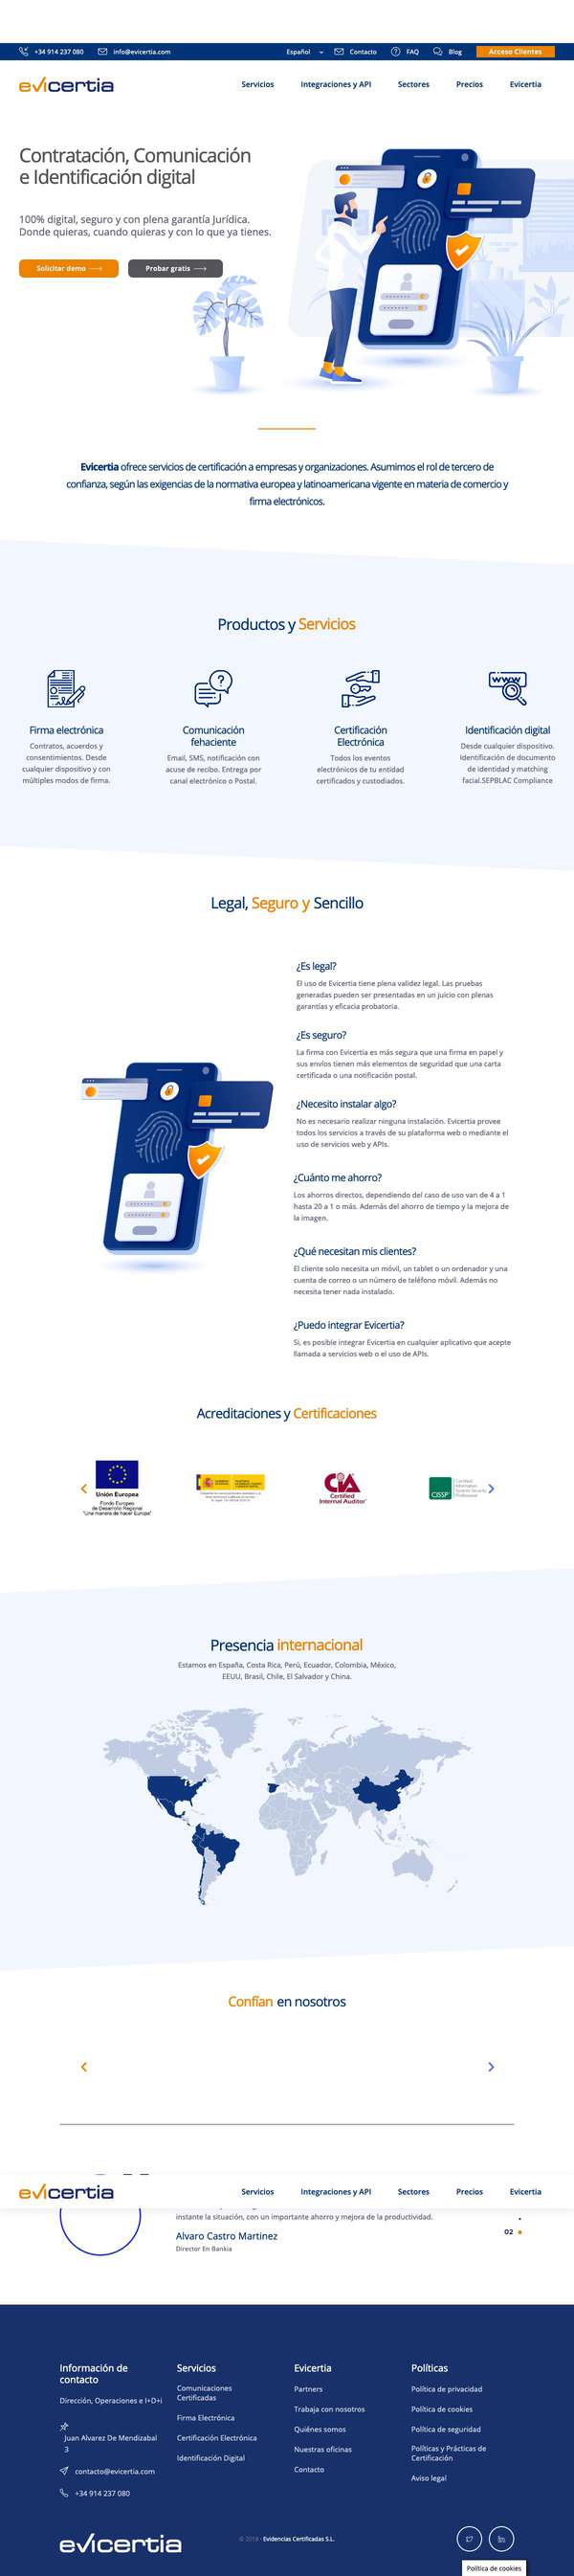 +34 914 237 080 info@evicertia.com Español Contacto FAQ Blog Acceso Clientes
evicertia Servicios Integraciones y API Sectores Precios Evicertia
Contratación, Comunicación
e Identificación digital
100% digital, seguro y con plena garantía Jurídica.
Donde quieras, cuando quieras y con lo que ya tienes.
Solicitar demo Probar gratis
Evicertia ofrece servicios de certificación a empresas y organizaciones. Asumimos el rol de tercero de
confianza, según las exigencias de la normativa europea y latinoamericana vigente en materia de comercio y
firma electrónicos.
Productos y Servicios
Firma electrónica
Contratos, acuerdos y
consentimientos. Desde
cualquier dispositivo y con
múltiples modos de firma.
Comunicación
fehaciente
Email, SMS, notificación con
acuse de recibo. Entrega por
canal electrónico o Postal.
Certificación
Electrónica
Todos los eventos
electrónicos de tu entidad
certificados y custodiados.
www
Identificación digital
Desde cualquier dispositivo.
Identificación de documento
de identidad y matching
facial.SEPBLAC Compliance
Legal, Seguro y Sencillo
¿Es legal?
El uso de Evicertia tiene plena validez legal. Las pruebas
generadas pueden ser presentadas en un juicio con plenas
garantías y eficacia probatoria.
¿Es seguro?
La firma con Evicertia es más segura que una firma en papel y
sus envíos tienen más elementos de seguridad que una carta
certificada o una notificación postal.
¿Necesito instalar algo?
No es necesario realizar ninguna instalación. Evicertia provee
todos los servicios a través de su plataforma web o mediante el
uso de servicios web y APIs.
¿Cuánto me ahorro?
Los ahorros directos, dependiendo del caso de uso van de 4 a 1
hasta 20 a 1 o más. Además del ahorro de tiempo y la mejora de
la imagen.
¿Qué necesitan mis clientes?
El cliente solo necesita un móvil, un tablet o un ordenador y una
cuenta de correo o un número de teléfono móvil. Además no
necesita tener nada instalado.
¿Puedo integrar Evicertia?
Si, es posible integrar Evicertia en cualquier aplicativo que acepte
llamada a servicios web o el uso de APIs.
Acreditaciones y Certificaciones
Unión Europea
Fondo Europeo
de Desarrollo Regional
"Una manera de hacer Europa"
CIA
Certified
Internal Auditor
CISSP
Certified
Information
Systems Security
Professional
Presencia internacional
Estamos en España, Costa Rica, Perú, Ecuador, Colombia, México,
EEUU, Brasil, Chile, El Salvador y China.
Confían en nosotros
evicertia Servicios Integraciones y API Sectores Precios Evicertia
instante la situación, con un importante ahorro y mejora de la productividad.
02
Alvaro Castro Martinez
Director En Bankia
Información de
contacto
Dirección, Operaciones e I+D+i
Juan Alvarez De Mendizabal
3
contacto@evicertia.com
+34 914 237 080
Servicios
Comunicaciones
Certificadas
Firma Electrónica
Certificación Electrónica
Identificación Digital
Evicertia
Partners
Trabaja con nosotros
Quiénes somos
Nuestras oficinas
Contacto
Políticas
Política de privacidad
Política de cookies
Política de seguridad
Políticas y Prácticas de
Certificación
Aviso legal
evicertia © 2019 · Evidencias Certificadas S.L.
Política de cookies